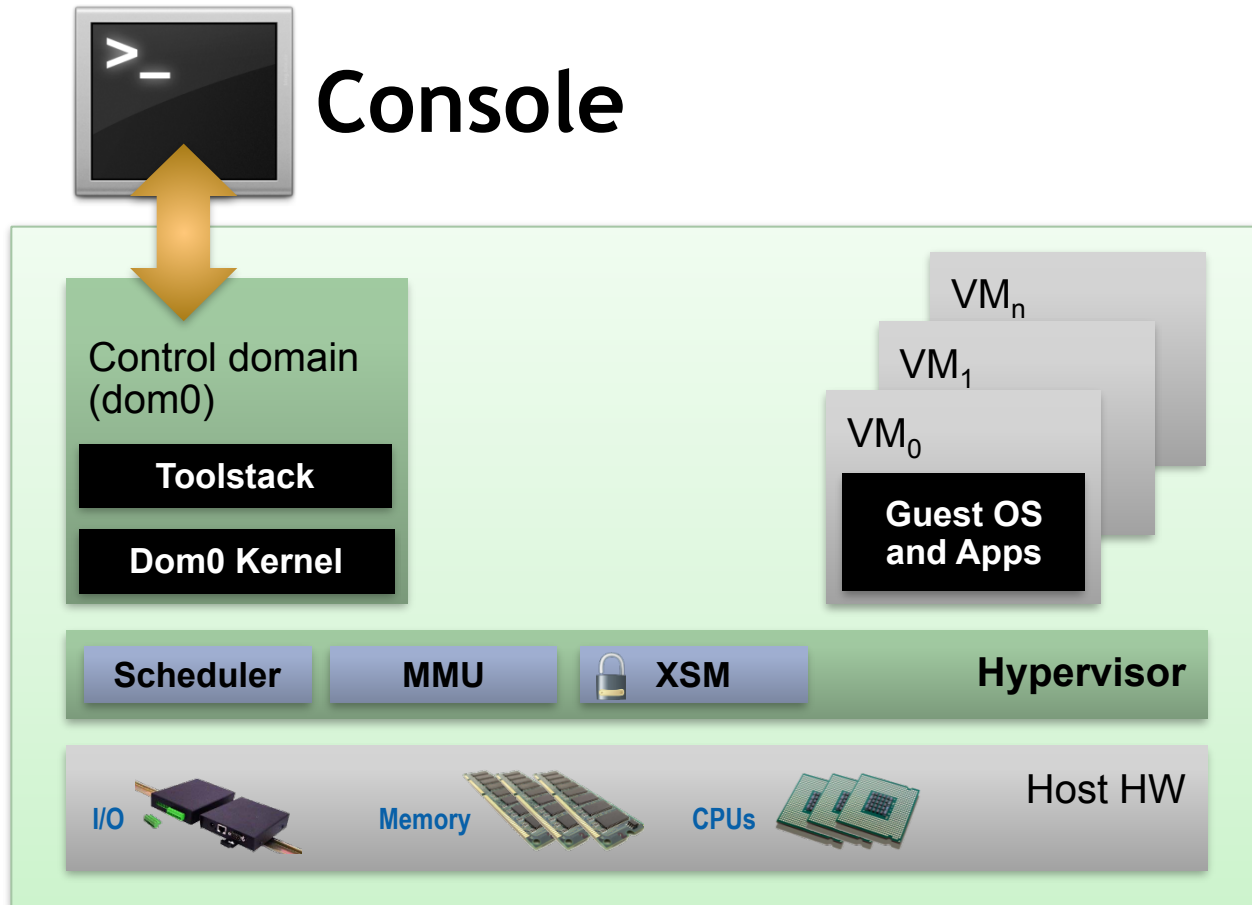 >_
Console
Control domain
(dom0)
Toolstack
Dom0 Kernel
VMn
VM1
VM0
Guest OS
and Apps
Scheduler
MMU
XSM
Hypervisor
I/O
Memory
CPUs
Host HW